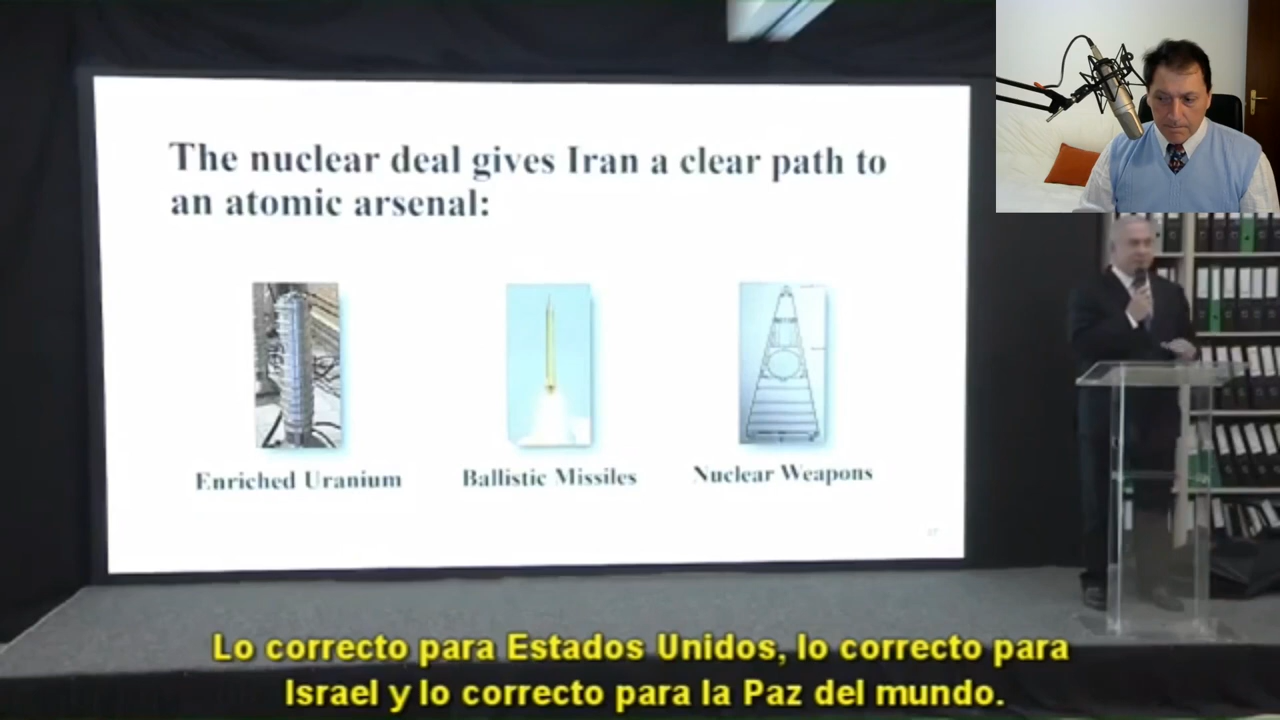 The nuclear deal gives Iran a clear path to
an atomic arsenal:
Enriched Uranium
Ballistic Missiles
Nuclear Weapons
Lo correcto para Estados Unidos, lo correcto para
Israel y lo correcto para la Paz del mundo.